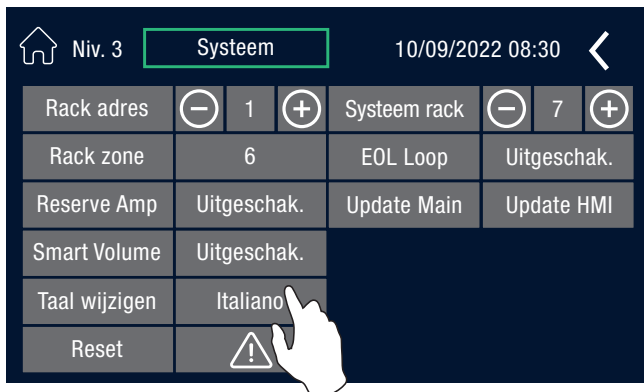 Niv. 3 Systeem 10/09/2022 08:30
Rack adres 1 Systeem rack 7
Rack zone 6 EOL Loop Uitgeschak.
Reserve Amp Uitgeschak. Update Main Update HMI
Smart Volume Uitgeschak.
Taal wijzigen Italiano
Reset